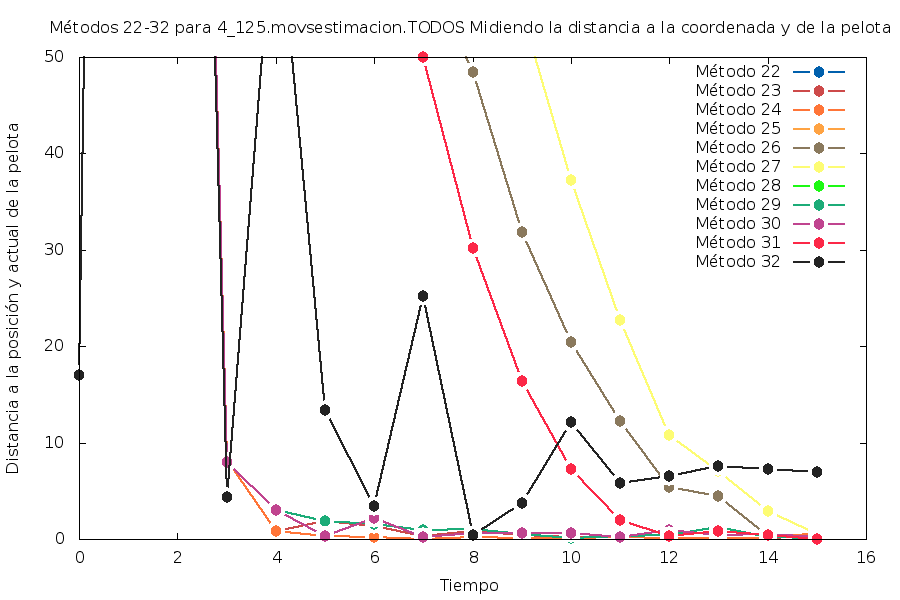 Métodos 22-32 para 4_125.movsestimacion.TODOS Midiendo la distancia a la coordenada y de la pelota
50
40
30
20
10
0
Distancia a la posición y actual de la pelota
Método 22
Método 23
Método 24
Método 25
Método 26
Método 27
Método 28
Método 29
Método 30
Método 31
Método 32
0 2 4 6 8 10 12 14 16
Tiempo